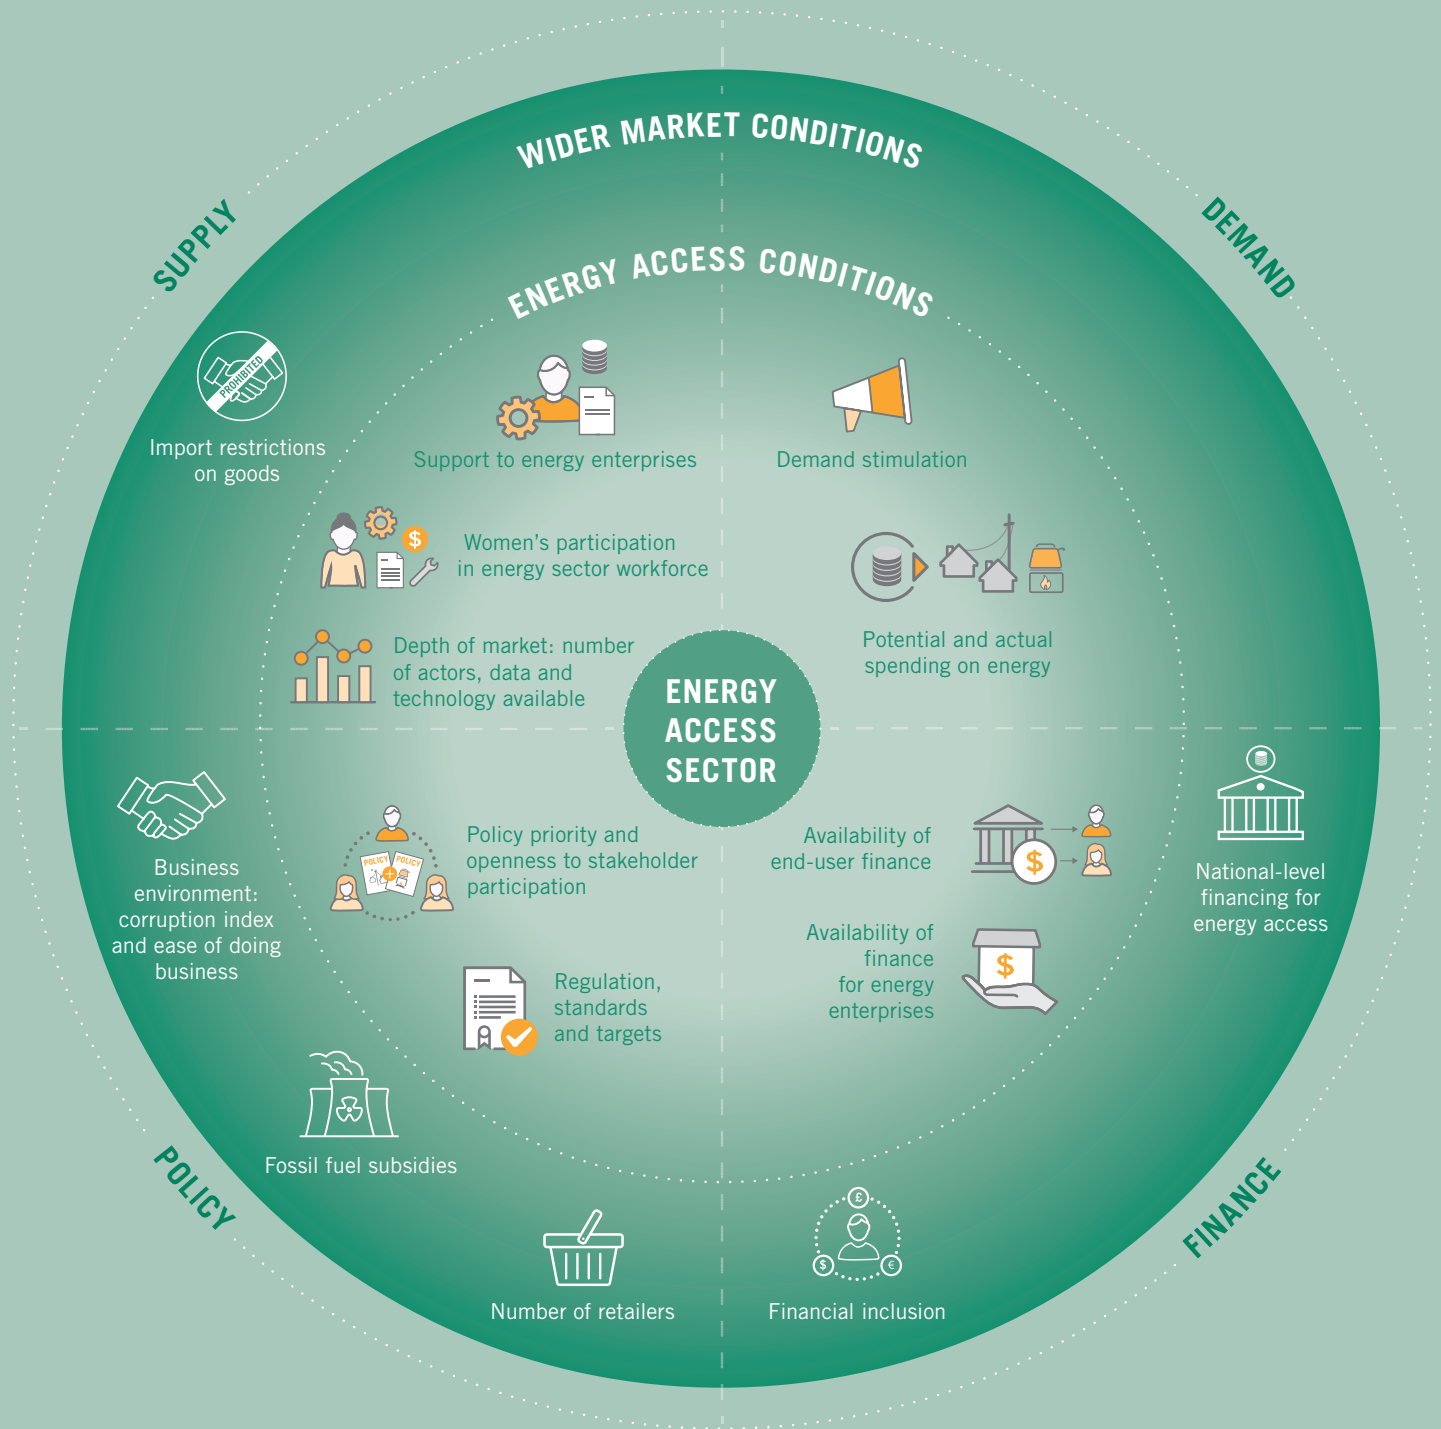 WIDER MARKET CONDITIONS
ENERGY ACCESS CONDITIONS
SUPPLY
DEMAND
PROHIBITED
Import restrictions
on goods
Support to energy enterprises
Demand stimulation
Women's participation
in energy sector workforce
$
Potential and actual
spending on energy
Depth of market: number
of actors, data and
technology available
ENERGY
ACCESS
SECTOR
Business
environment:
corruption index
and ease of doing
business
POLICY
POLICY
Policy priority and
openness to stakeholder
participation
Availability of
end-user finance
$
National-level
financing for
energy access
Regulation,
standards
and targets
Availability of
finance
for energy
enterprises
$
Fossil fuel subsidies
POLICY
FINANCE
Number of retailers
£
$
€
Financial inclusion